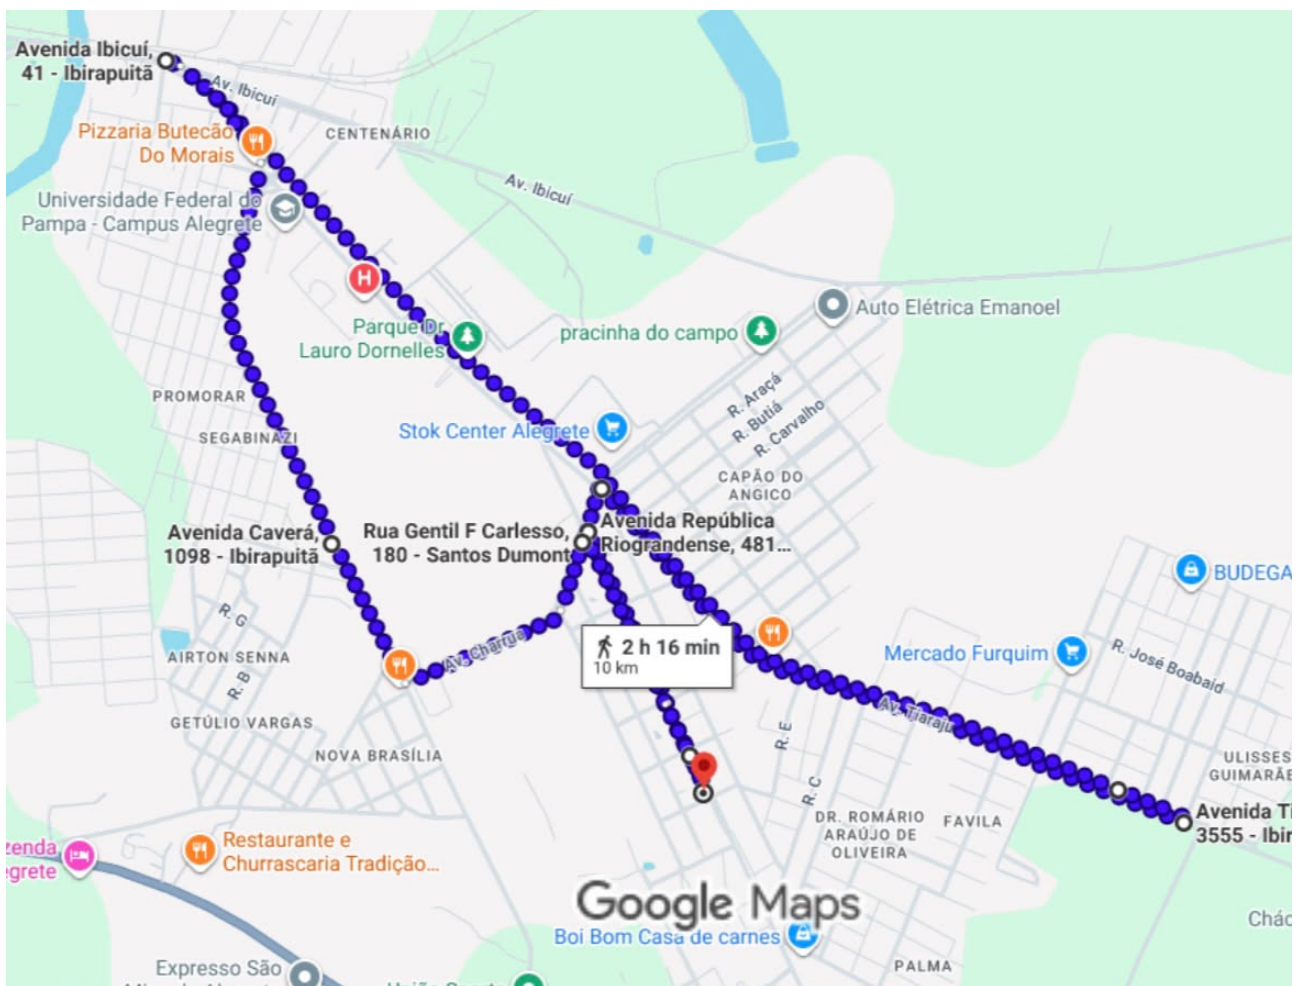 Avenida Ibicuí,
41 - Ibirapuitã
Av. Ibicuí
CENTENÁRIO
Pizzaria Butecão
Do Morais
Universidade Federal do
Pampa - Campus Alegrete
Av. Ibicuí
H
Parque Dr
Lauro Dornelles
pracinha do campo
Auto Elétrica Emanoel
PROMORAR
SEGABINAZI
Stok Center Alegrete
R. Araçá
R. Butiá
R. Carvalho
CAPÃO DO
ANGICO
Avenida Caverá,
1098 - Ibirapuitã
Rua Gentil F Carlesso,
180 - Santos Dumont
Avenida República
Riograndense, 481...
BUDEGA
R. G
AIRTON SENNA
R. B
GETÚLIO VARGAS
NOVA BRASÍLIA
Av. Charrua
2 h 16 min
10 km
Mercado Furquim
R. José Boabaid
Av. Tiaraju
R. E
R. C
ULISSES
GUIMARÃE
Avenida Ti
3555 - Ibir
DR. ROMÁRIO
ARAÚJO DE
OLIVEIRA
FAVILA
zenda
egrete
Restaurante e
Churrascaria Tradição...
Google Maps
Boi Bom Casa de carnes
Chác
PALMA
Expresso São